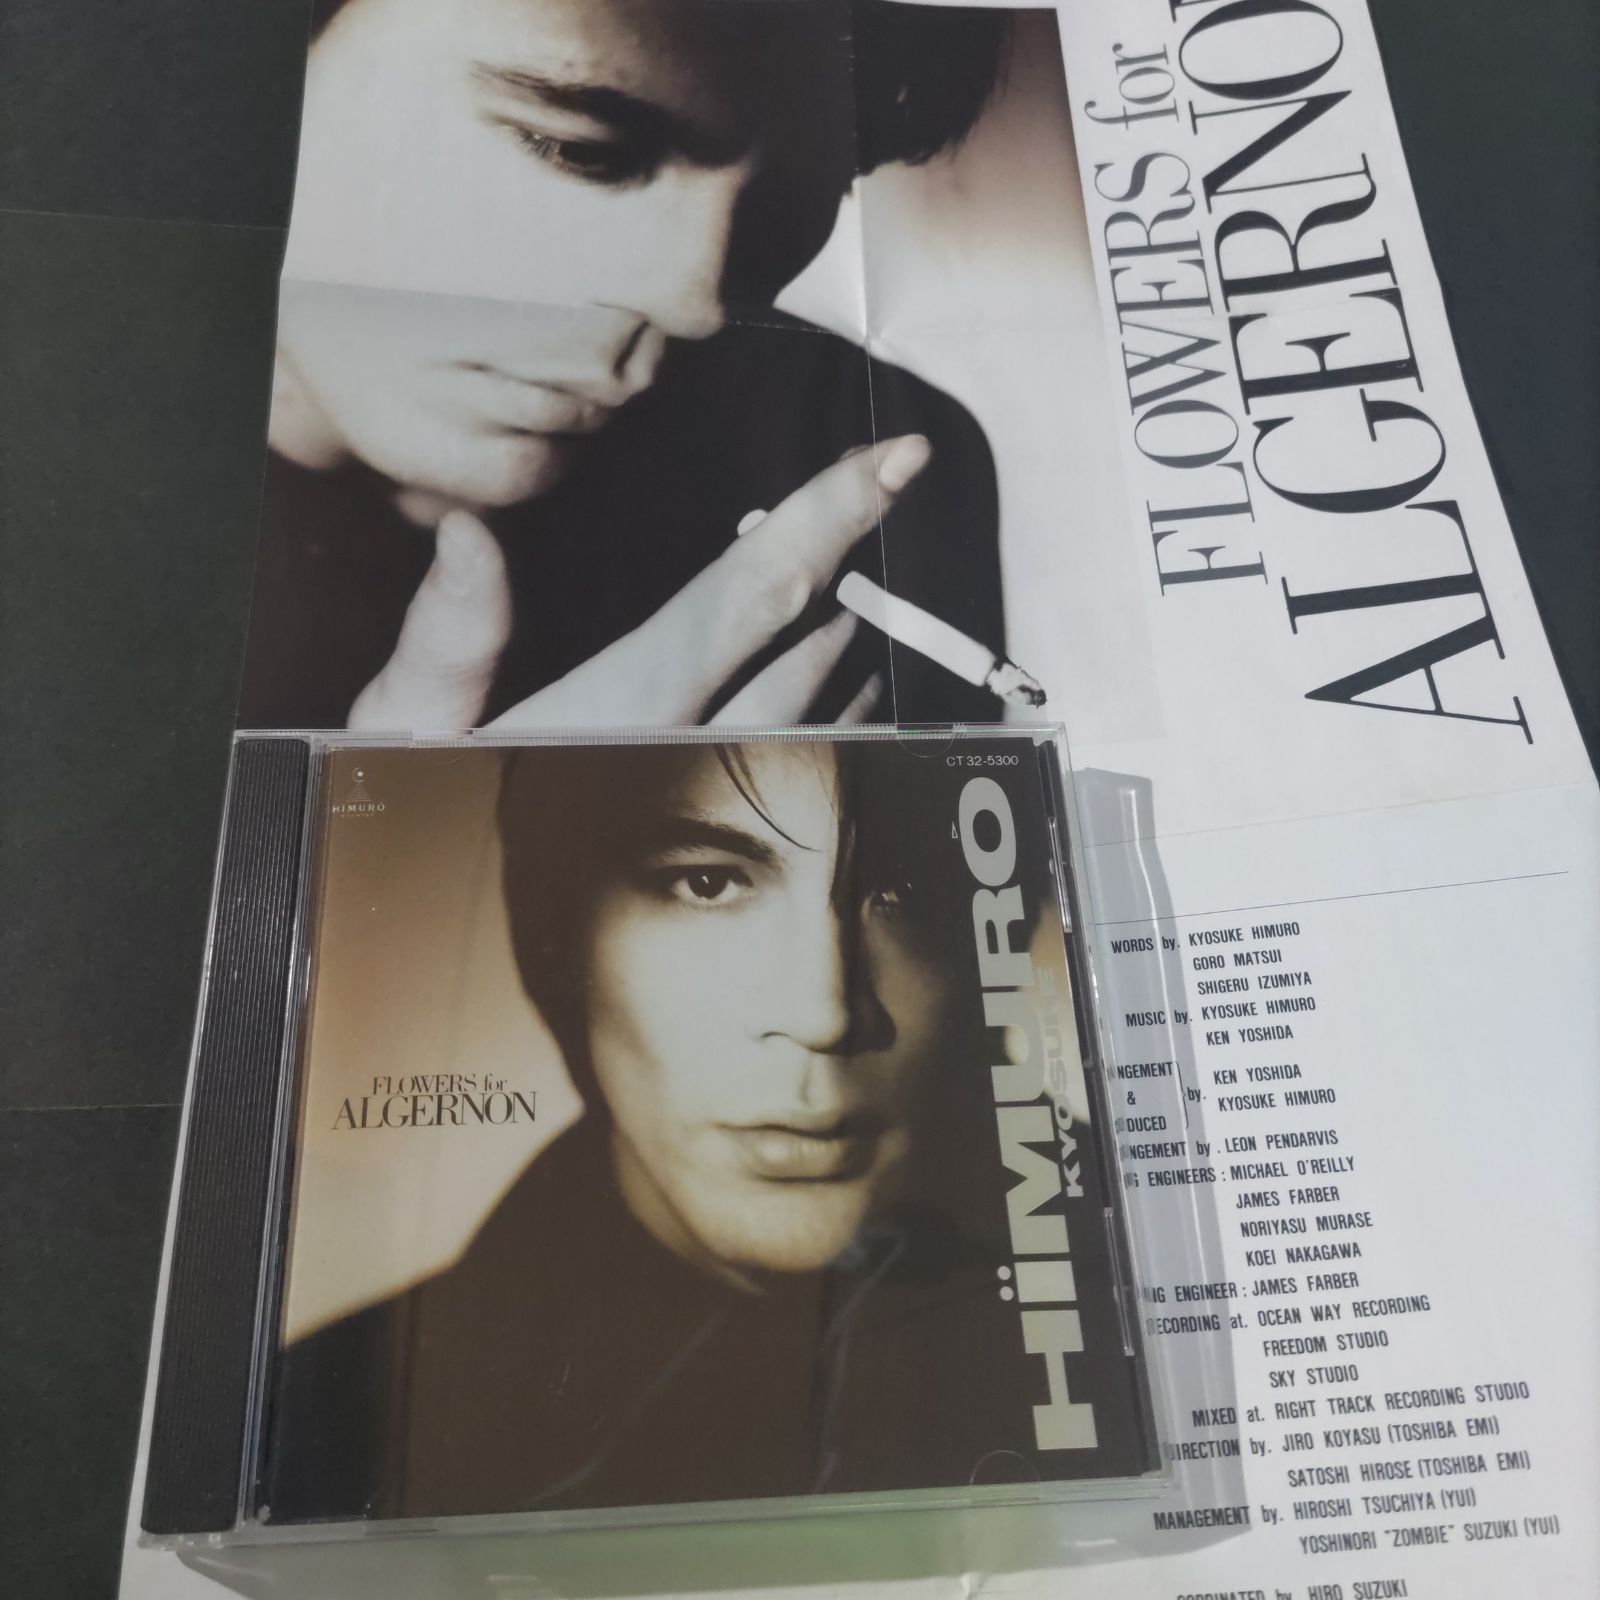 FLOWERS for
ALGERNO
CT 32-5300
HÏMURO
FLOWERS for
ALGERNON
HÏMURO
KYOSUKE
WORDS by. KYOSUKE HIMURO
GORO MATSUI
SHIGERU IZUMIYA
MUSIC by. KYOSUKE HIMURO
KEN YOSHIDA
NGEMENT
&
DUCED
by.
KEN YOSHIDA
KYOSUKE HIMURO
NGEMENT by. LEON PENDARVIS
G ENGINEERS : MICHAEL O'REILLY
JAMES FARBER
NORIYASU MURASE
KOEI NAKAGAWA
NG ENGINEER : JAMES FARBER
RECORDING at. OCEAN WAY RECORDING
FREEDOM STUDIO
SKY STUDIO
MIXED at. RIGHT TRACK RECORDING STUDIO
DIRECTION by. JIRO KOYASU (TOSHIBA EMI)
SATOSHI HIROSE (TOSHIBA EMI)
MANAGEMENT by. HIROSHI TSUCHIYA (YUI)
YOSHINORI "ZOMBIE" SUZUKI (YUI)
COORDINATED by. HIRO SUZUKI